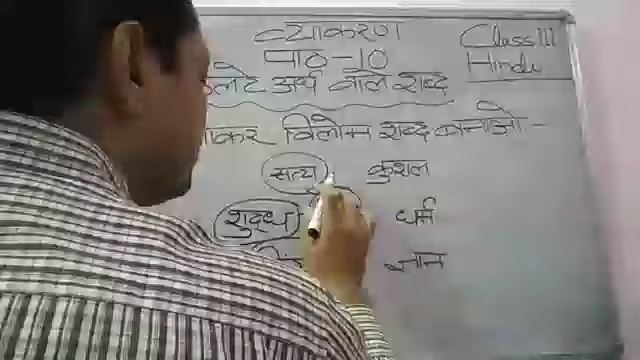 व्याकरण
पाठ-10
Class III
Hindi
उलटे अर्थ वाले शब्द
विलोम शब्द बनाओ-
सत्य कुशल
शुद्ध धर्म
ज्ञान